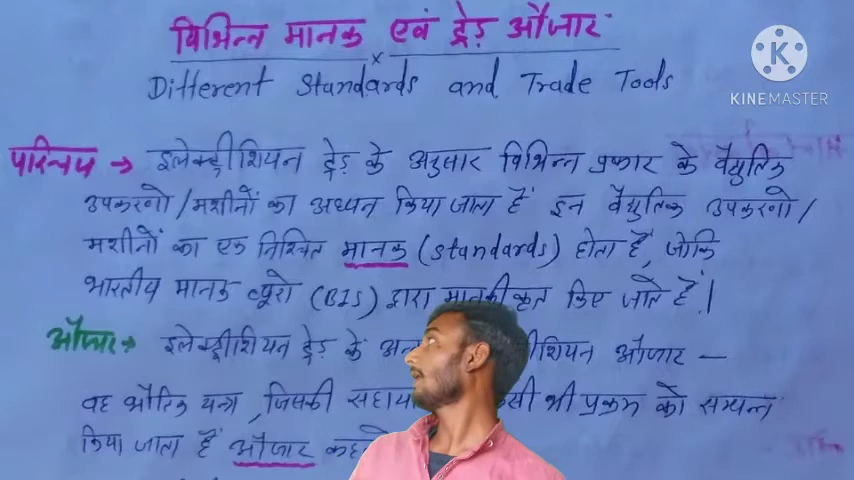 विभिन्न मानक एवं ट्रेड़ औजार
Different Standards and Trade Tools
KINEMASTER
परिचय → इलेक्ट्रीशियन ट्रेड़ के अनुसार विभिन्न प्रकार के वैद्युतिक
उपकरणो/मशीनों का अध्यन किया जाता हैं इन वैद्युतिक उपकरणो/
मशीनों का एक निश्चित मानक (standards) होता हैं, जोकि
भारतीय मानक ब्यूरो (BIS) द्वारा मानकीकृत किए जाते हैं।
औजार → इलेक्ट्रीशियन ट्रेड़ के औजार —
वह भौतिक यन्त्र, जिसकी भी प्रक्रम को सम्पन्न
किया जाता हैं औजार